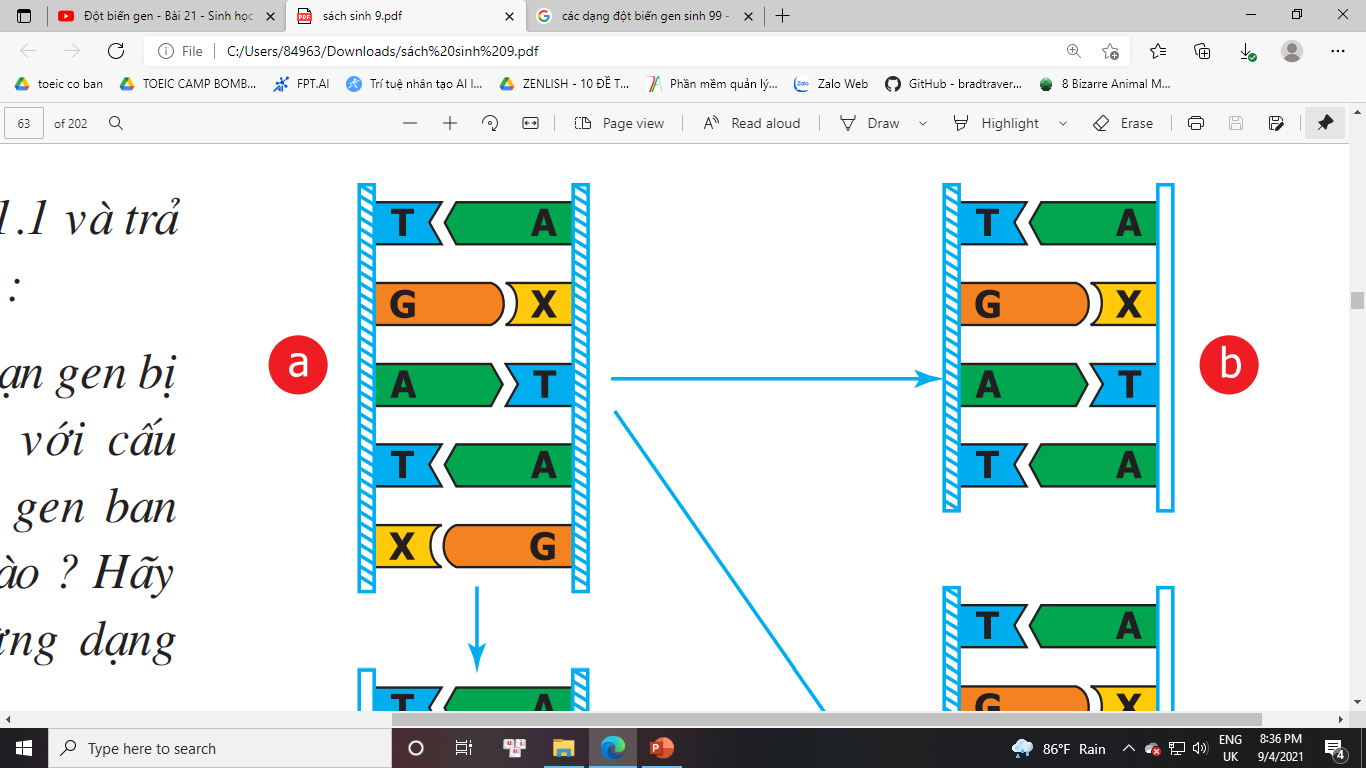 Đột biến gen - Bài 21 - Sinh học
sách sinh 9.pdf
các dạng đột biến gen sinh 99 -
File
C:/Users/84963/Downloads/sách%20sinh%209.pdf
toeic co ban
TOEIC CAMP BOMB...
FPT.AI
Trí tuệ nhân tạo AI l...
ZENLISH - 10 ĐỀ T...
Phần mềm quản lý...
Zalo Web
GitHub - bradtraver...
8 Bizarre Animal M...
63 of 202
Page view
Read aloud
Draw
Highlight
Erase
1.1 và trả
:
ạn gen bị
với cấu
gen ban
ào ? Hãy
ững dạng
a
T A
G X
A T
T A
X G
T A
b
T A
G X
A T
T A
T A
G X
Type here to search
86°F Rain
ENG
UK
8:36 PM
9/4/2021
4